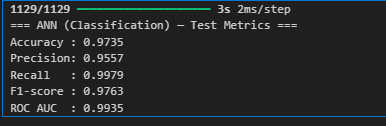 1129/1129 ━━━━━━━━━━━━━━━━━━━━ 3s 2ms/step
=== ANN (Classification) — Test Metrics ===
Accuracy : 0.9735
Precision: 0.9557
Recall   : 0.9979
F1-score : 0.9763
ROC AUC  : 0.9935